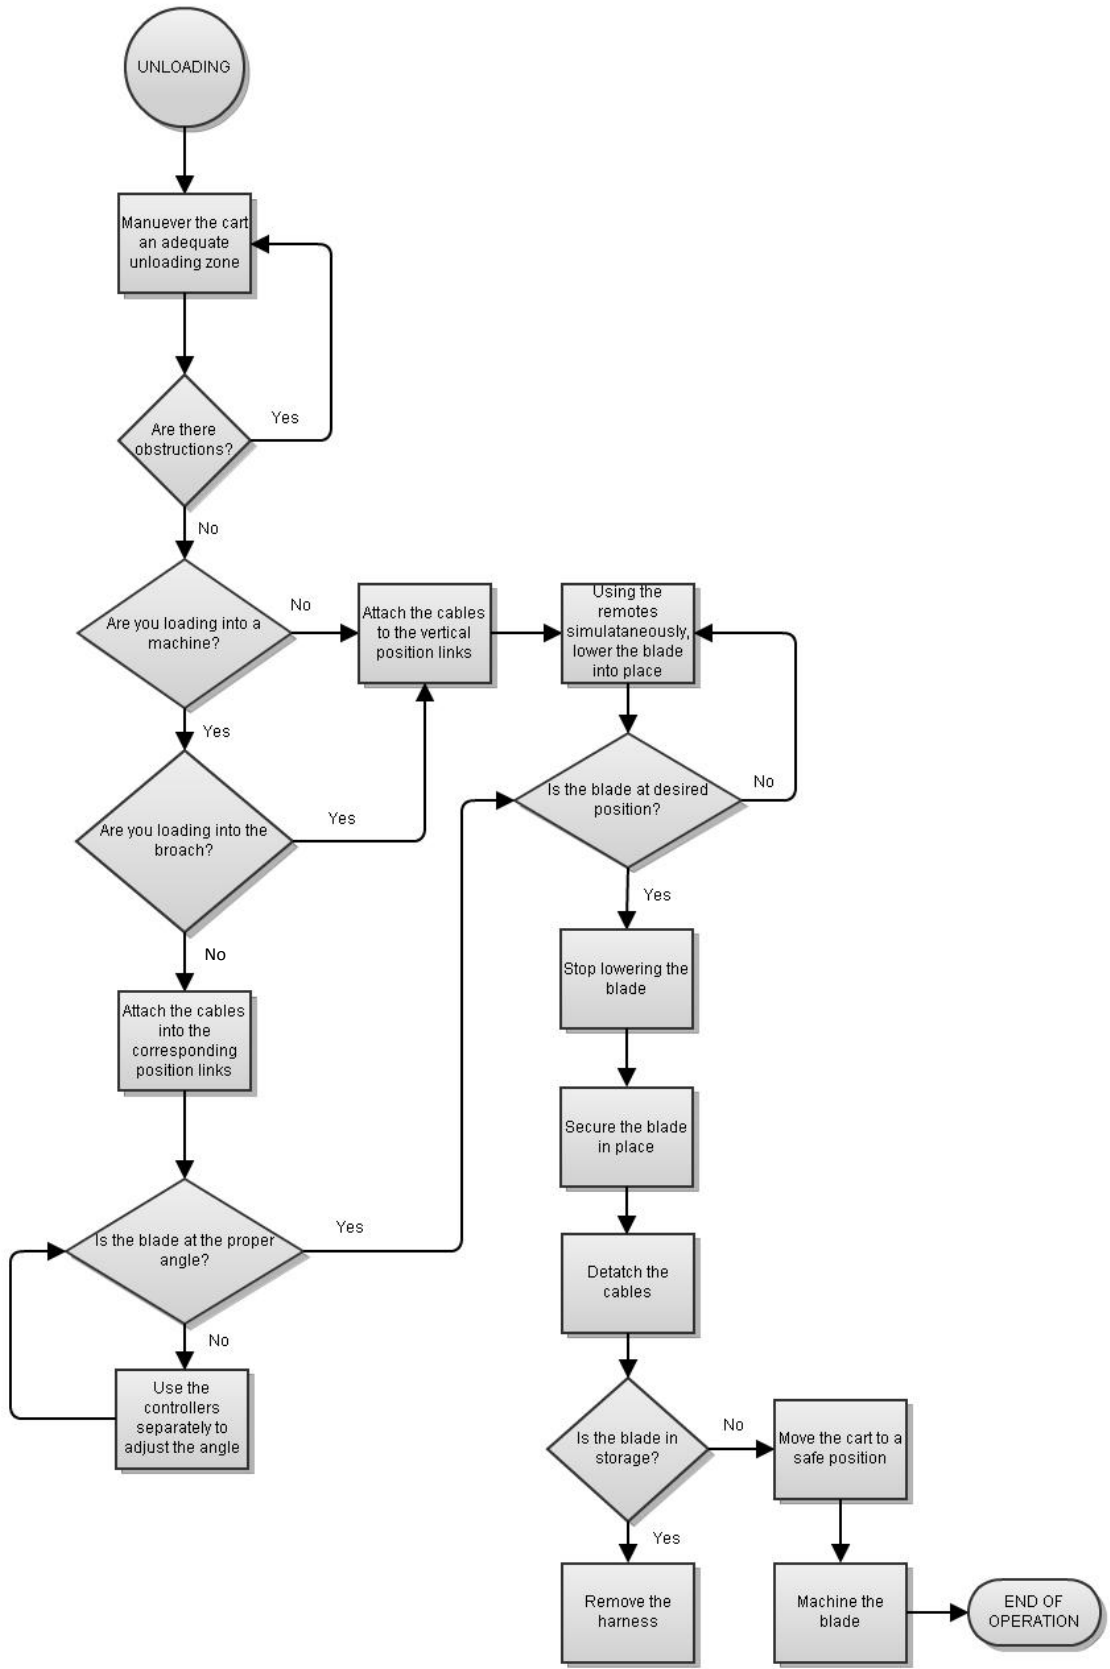 UNLOADING
Manuever the cart
an adequate
unloading zone
Are there
obstructions?
Yes
No
Are you loading into a
machine?
No
Attach the cables
to the vertical
position links
Using the
remotes
simulataneously,
lower the blade
into place
Yes
Are you loading into the
broach?
Yes
Is the blade at desired
position?
No
Yes
No
Attach the cables
into the
corresponding
position links
Stop lowering the
blade
Secure the blade
in place
Is the blade at the proper
angle?
Yes
No
Use the
controllers
separately to
adjust the angle
Detatch the
cables
Is the blade in
storage?
No
Move the cart to a
safe position
Yes
Remove the
harness
Machine the
blade
END OF
OPERATION